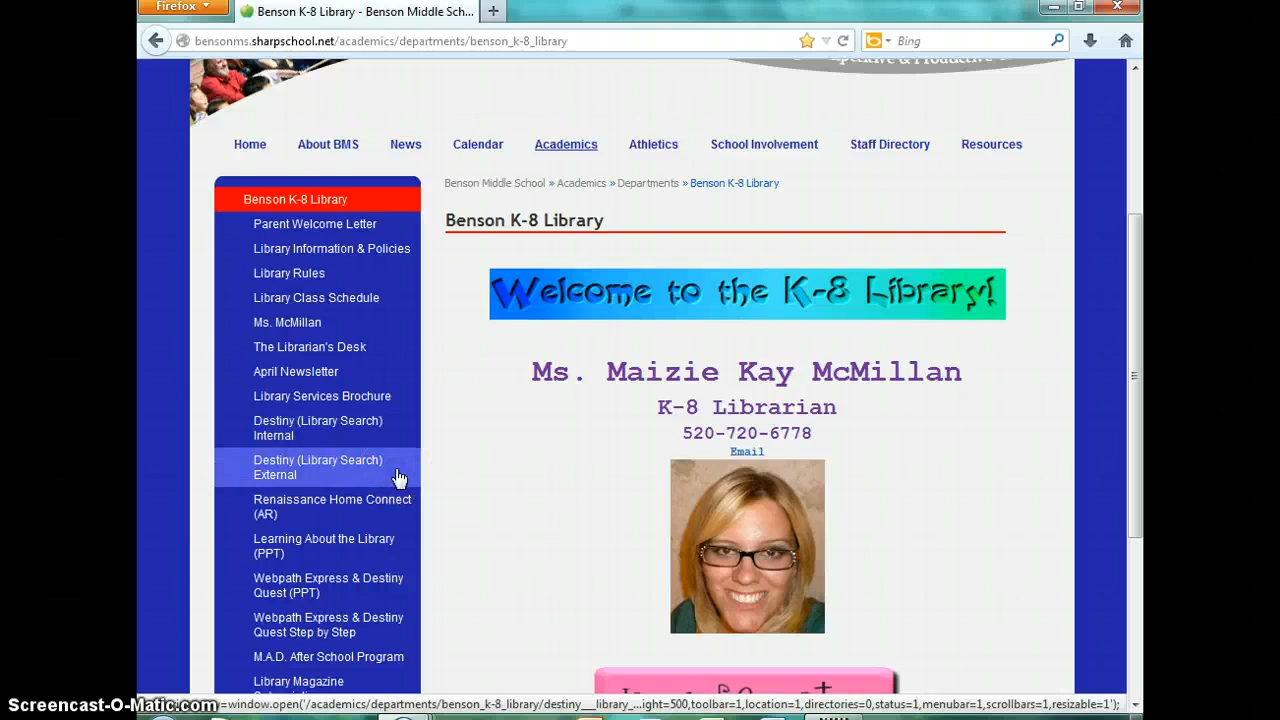 Firefox
Benson K-8 Library - Benson Middle Sch...
bensonms.sharpschool.net/academics/departments/benson_k-8_library
Bing
Home About BMS News Calendar Academics Athletics School Involvement Staff Directory Resources
Benson Middle School » Academics » Departments » Benson K-8 Library
Benson K-8 Library
Parent Welcome Letter
Library Information & Policies
Library Rules
Library Class Schedule
Ms. McMillan
The Librarian's Desk
April Newsletter
Library Services Brochure
Destiny (Library Search)
Internal
Destiny (Library Search)
External
Renaissance Home Connect
(AR)
Learning About the Library
(PPT)
Webpath Express & Destiny
Quest (PPT)
Webpath Express & Destiny
Quest Step by Step
M.A.D. After School Program
Library Magazine
Benson K-8 Library
Welcome to the K-8 Library!
Ms. Maizie Kay McMillan
K-8 Librarian
520-720-6778
Email
Screencast-O-Matic.com
=window.open('/academics/departments/benson_k-8_library/destiny__library_...ight=500,toolbar=1,location=1,directories=0,status=1,menubar=1,scrollbars=1,resizable=1');